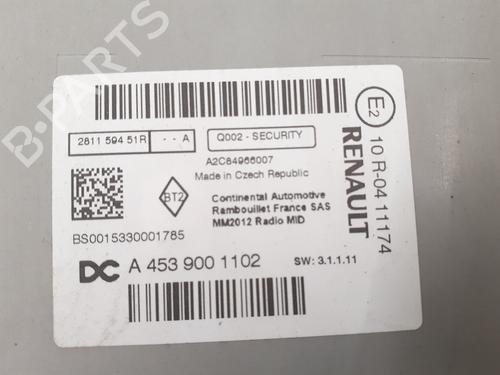 B-PARTS
2811 594 51R - - A
Q002 - SECURITY
A2C84966007
Made in Czech Republic
BT2
Continental Automotive
Rambouillet France SAS
MM2012 Radio MID
BS0015330001785
DC A 453 900 1102
SW: 3.1.1.11
E2
10 R-04 11174
RENAULT